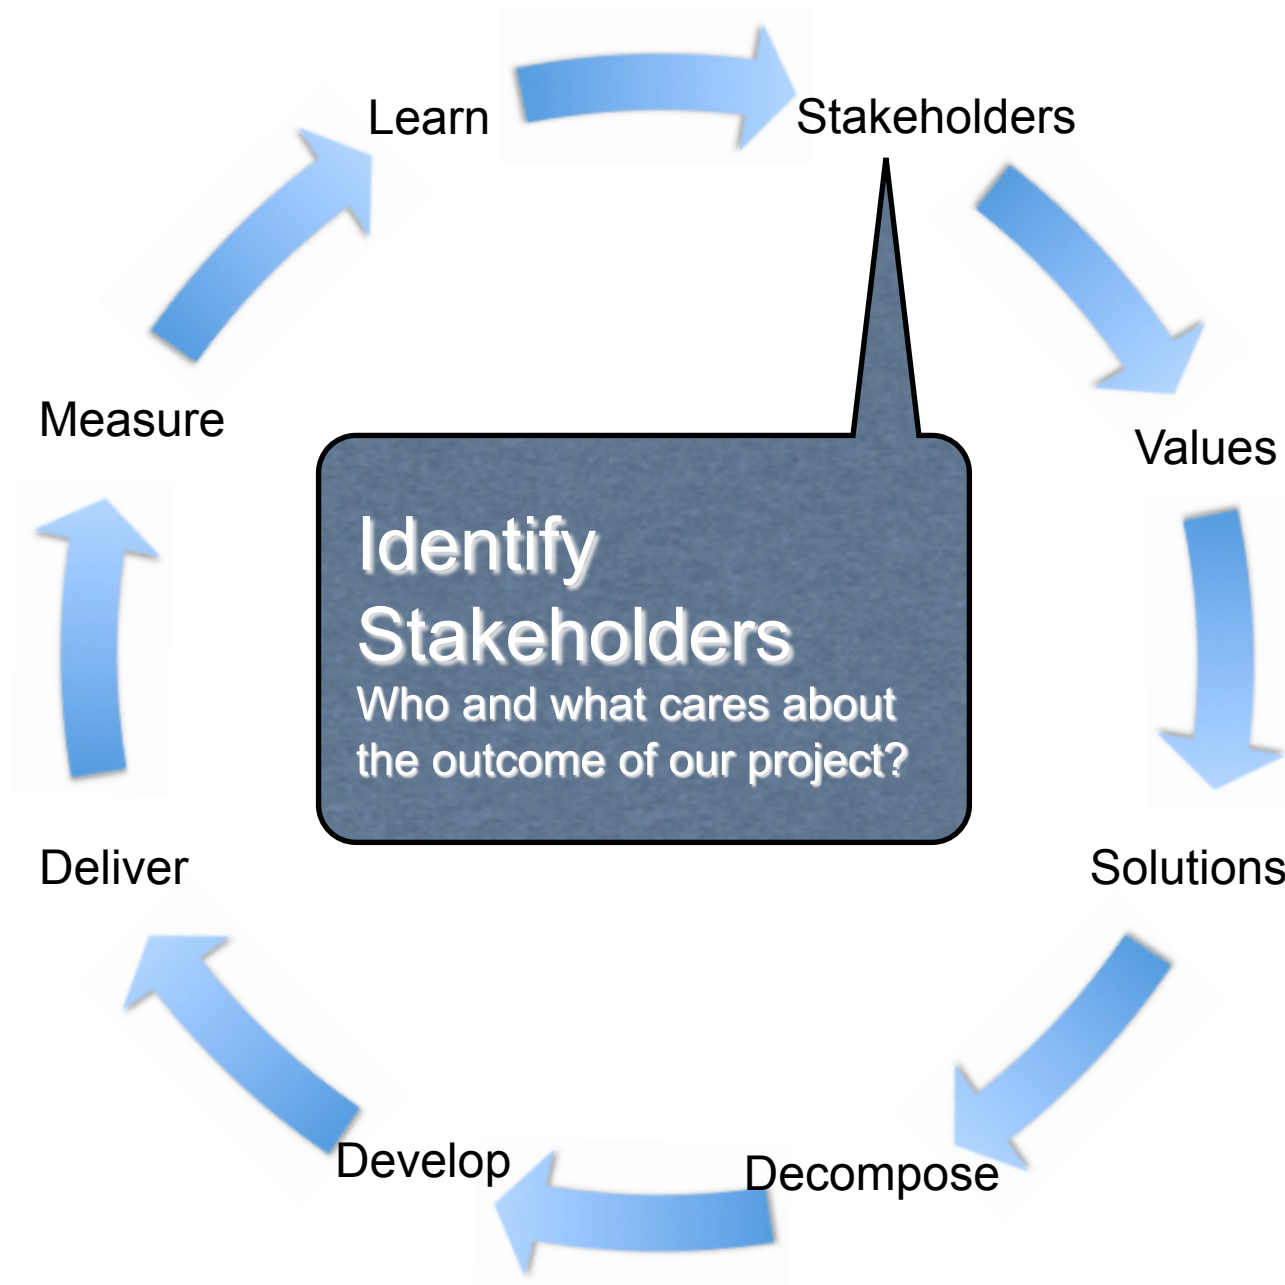 Learn
Stakeholders
Measure
Values
Identify
Stakeholders
Who and what cares about
the outcome of our project?
Deliver
Solutions
Develop
Decompose